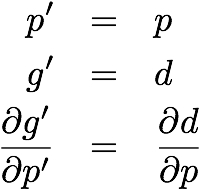 p′ = p
g′ = d
∂g′/∂p′ = ∂d/∂p